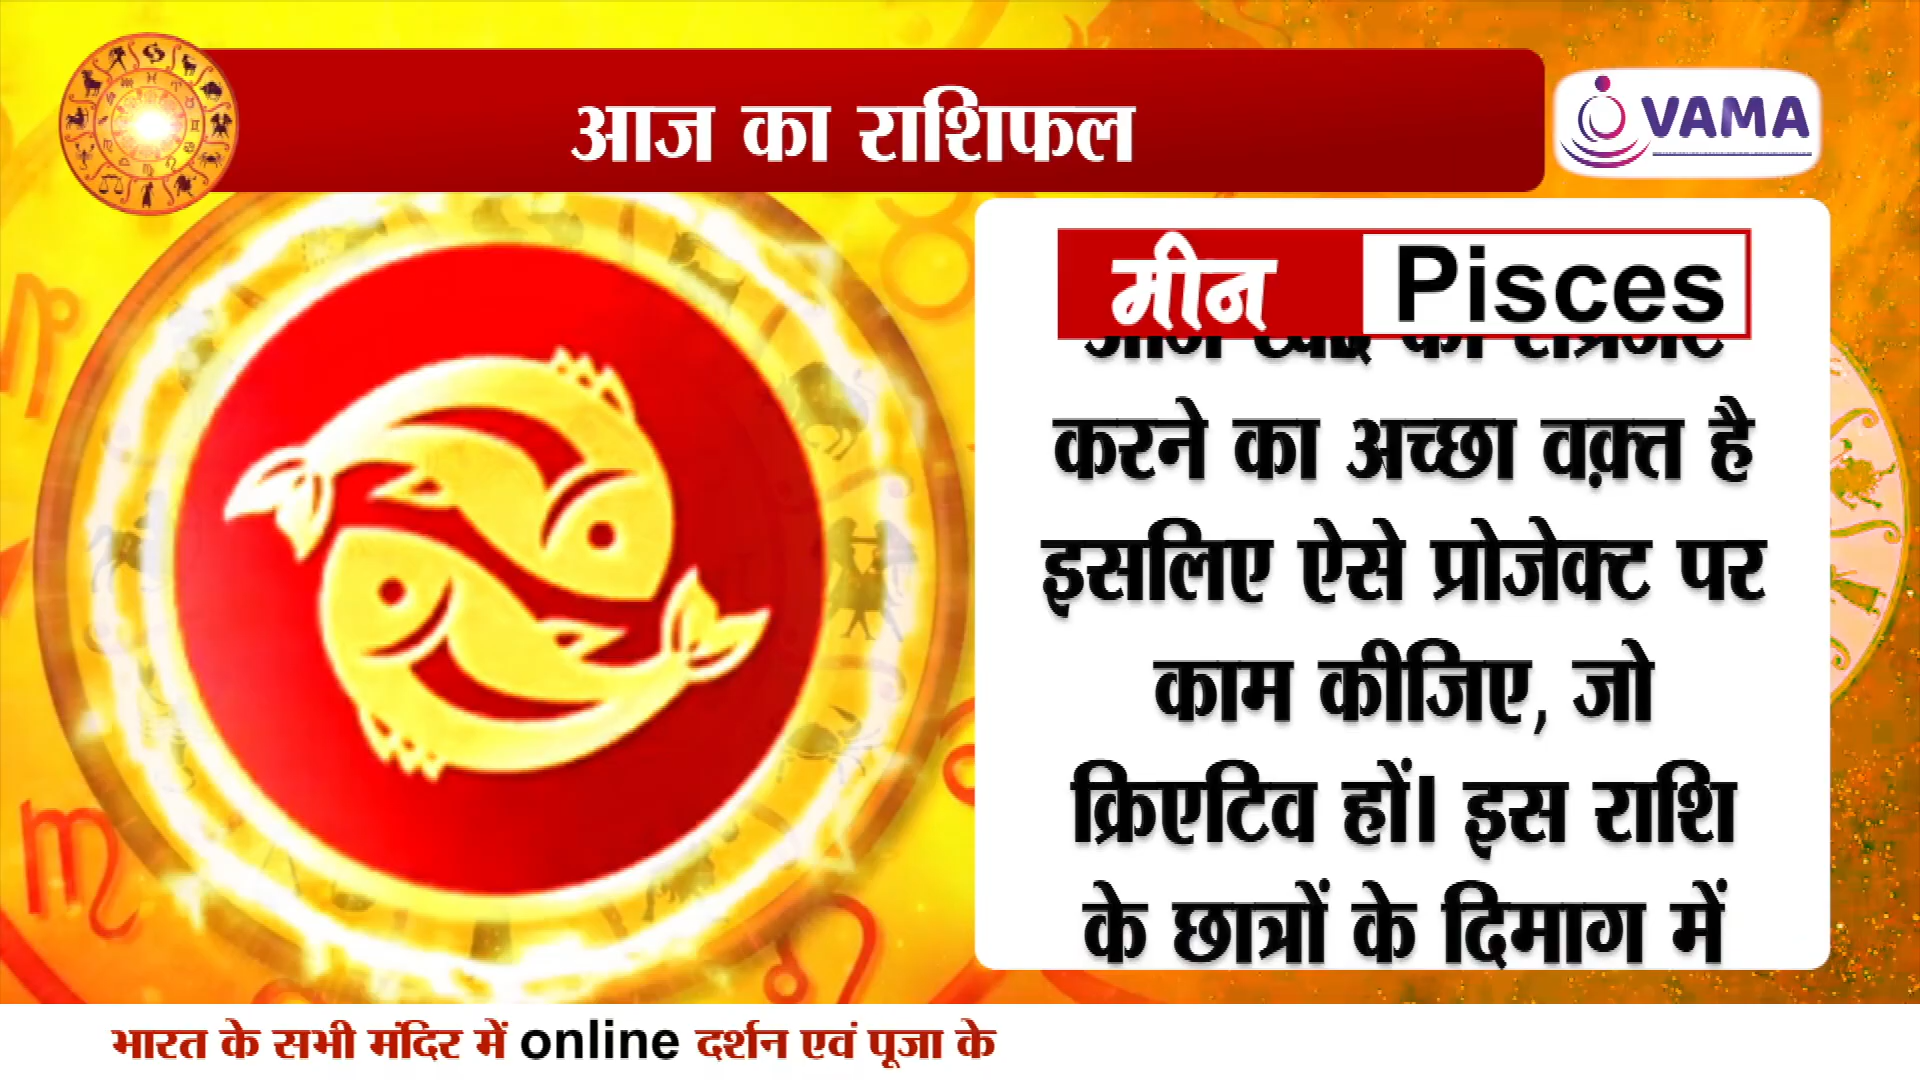 आज का राशिफल
VAMA
मीन Pisces
करने का अच्छा वक़्त है
इसलिए ऐसे प्रोजेक्ट पर
काम कीजिए, जो
क्रिएटिव हों। इस राशि
के छात्रों के दिमाग में
भारत के सभी मंदिर में online दर्शन एवं पूजा के